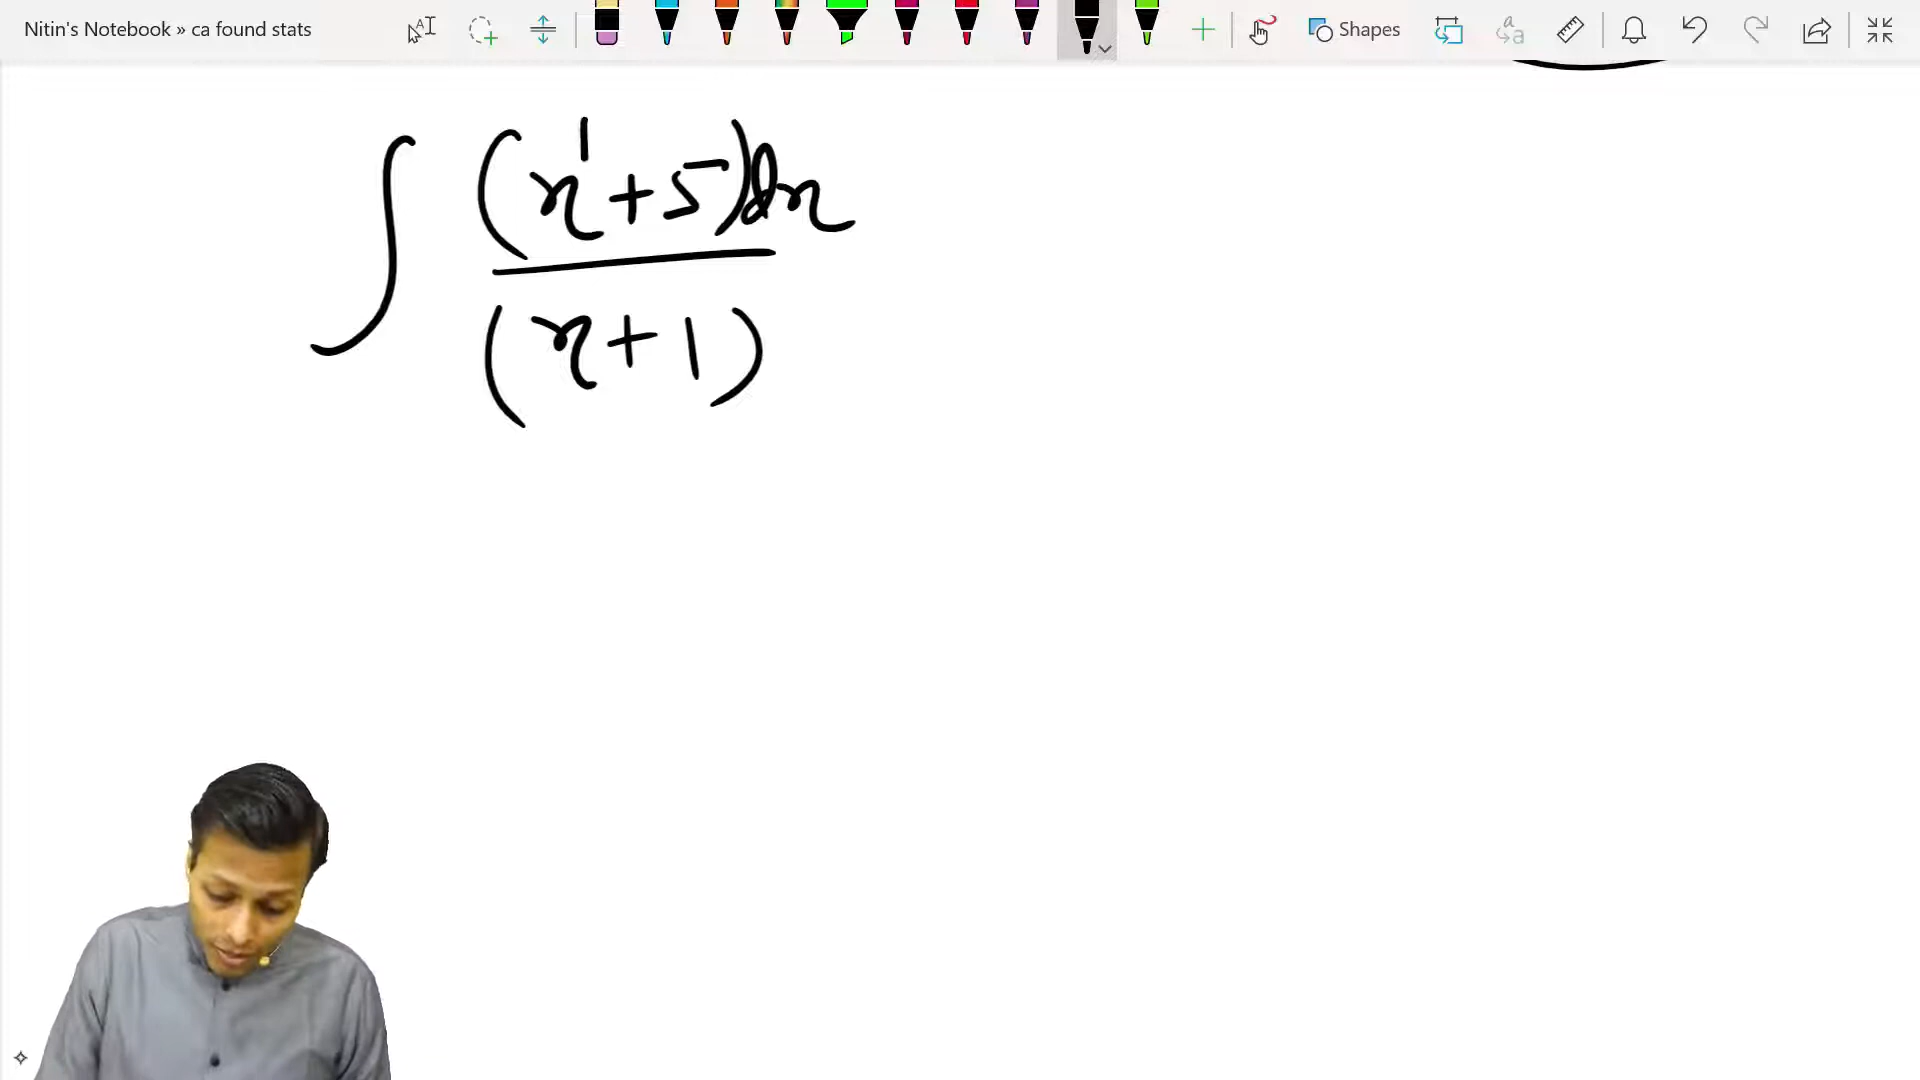 Nitin's Notebook » ca found stats
Shapes
∫ (x¹+5)dx
(x+1)